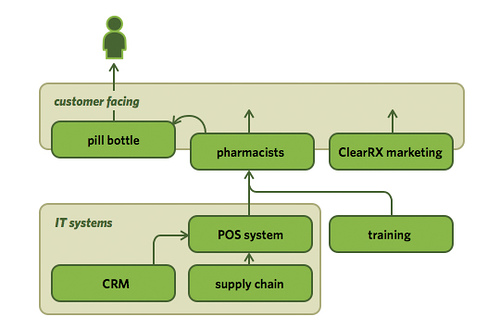 customer facing
pill bottle
pharmacists
ClearRX marketing
IT systems
POS system
training
CRM
supply chain